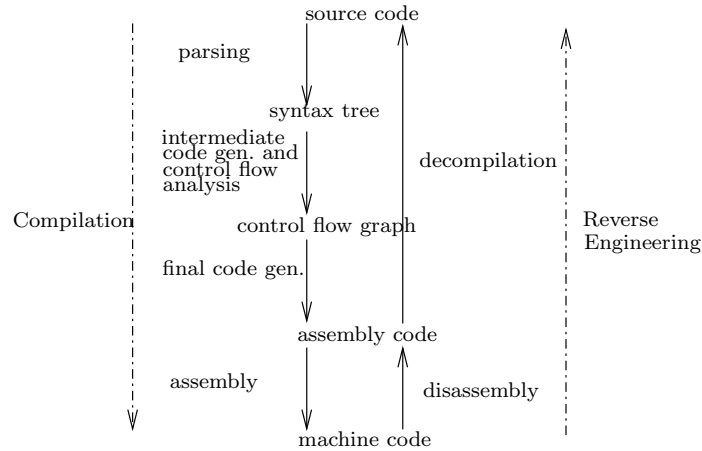 source code
parsing
syntax tree
intermediate
code gen. and
control flow
analysis
decompilation
Compilation
control flow graph
Reverse
Engineering
final code gen.
assembly code
assembly
disassembly
machine code